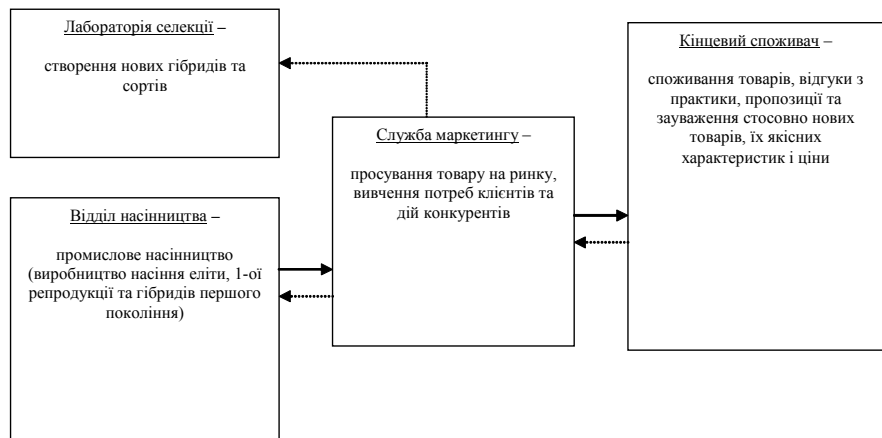 Лабораторія селекції –
створення нових гібридів та
сортів
Відділ насінництва –
промислове насінництво
(виробництво насіння еліти, 1-ої
репродукції та гібридів першого
покоління)
Служба маркетингу –
просування товару на ринку,
вивчення потреб клієнтів та
дій конкурентів
Кінцевий споживач –
споживання товарів, відгуки з
практики, пропозиції та
зауваження стосовно нових
товарів, їх якісних
характеристик і ціни